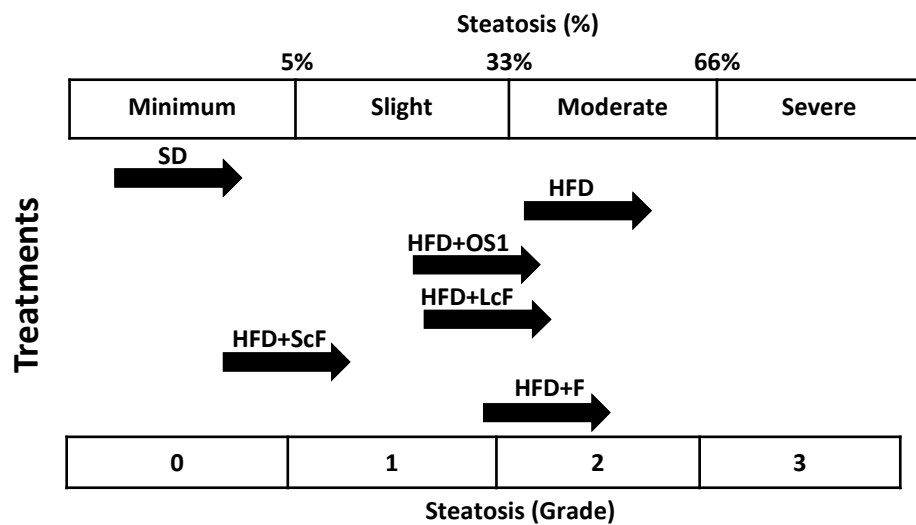 Steatosis (%)
5% 33% 66%
Minimum Slight Moderate Severe
Treatments
SD
HFD
HFD+OS1
HFD+LcF
HFD+ScF
HFD+F
0 1 2 3
Steatosis (Grade)